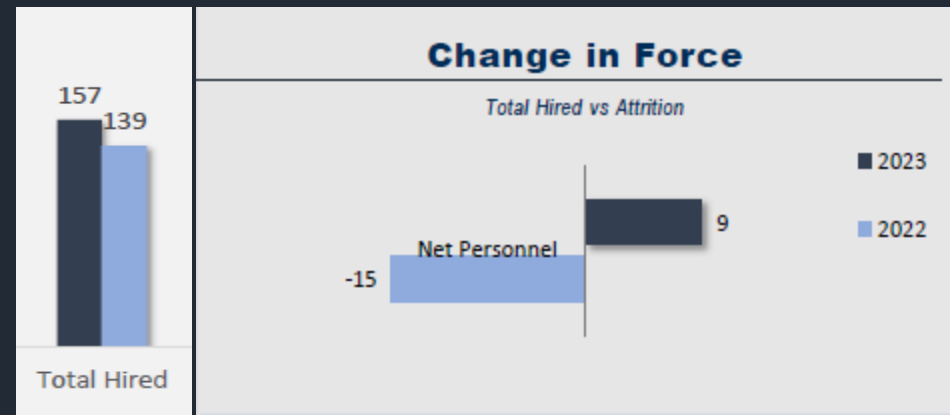 157
139
Total Hired
Change in Force
Total Hired vs Attrition
2023
9
2022
Net Personnel
-15